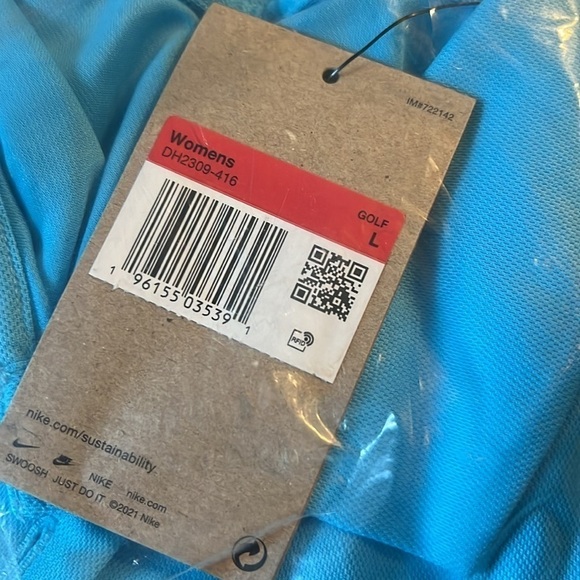 IM#722142
Womens
DH2309-416
GOLF
L
1 96155 03539 1
RFID
nike.com/sustainability
NIKE nike.com
SWOOSH JUST DO IT ©2021 Nike